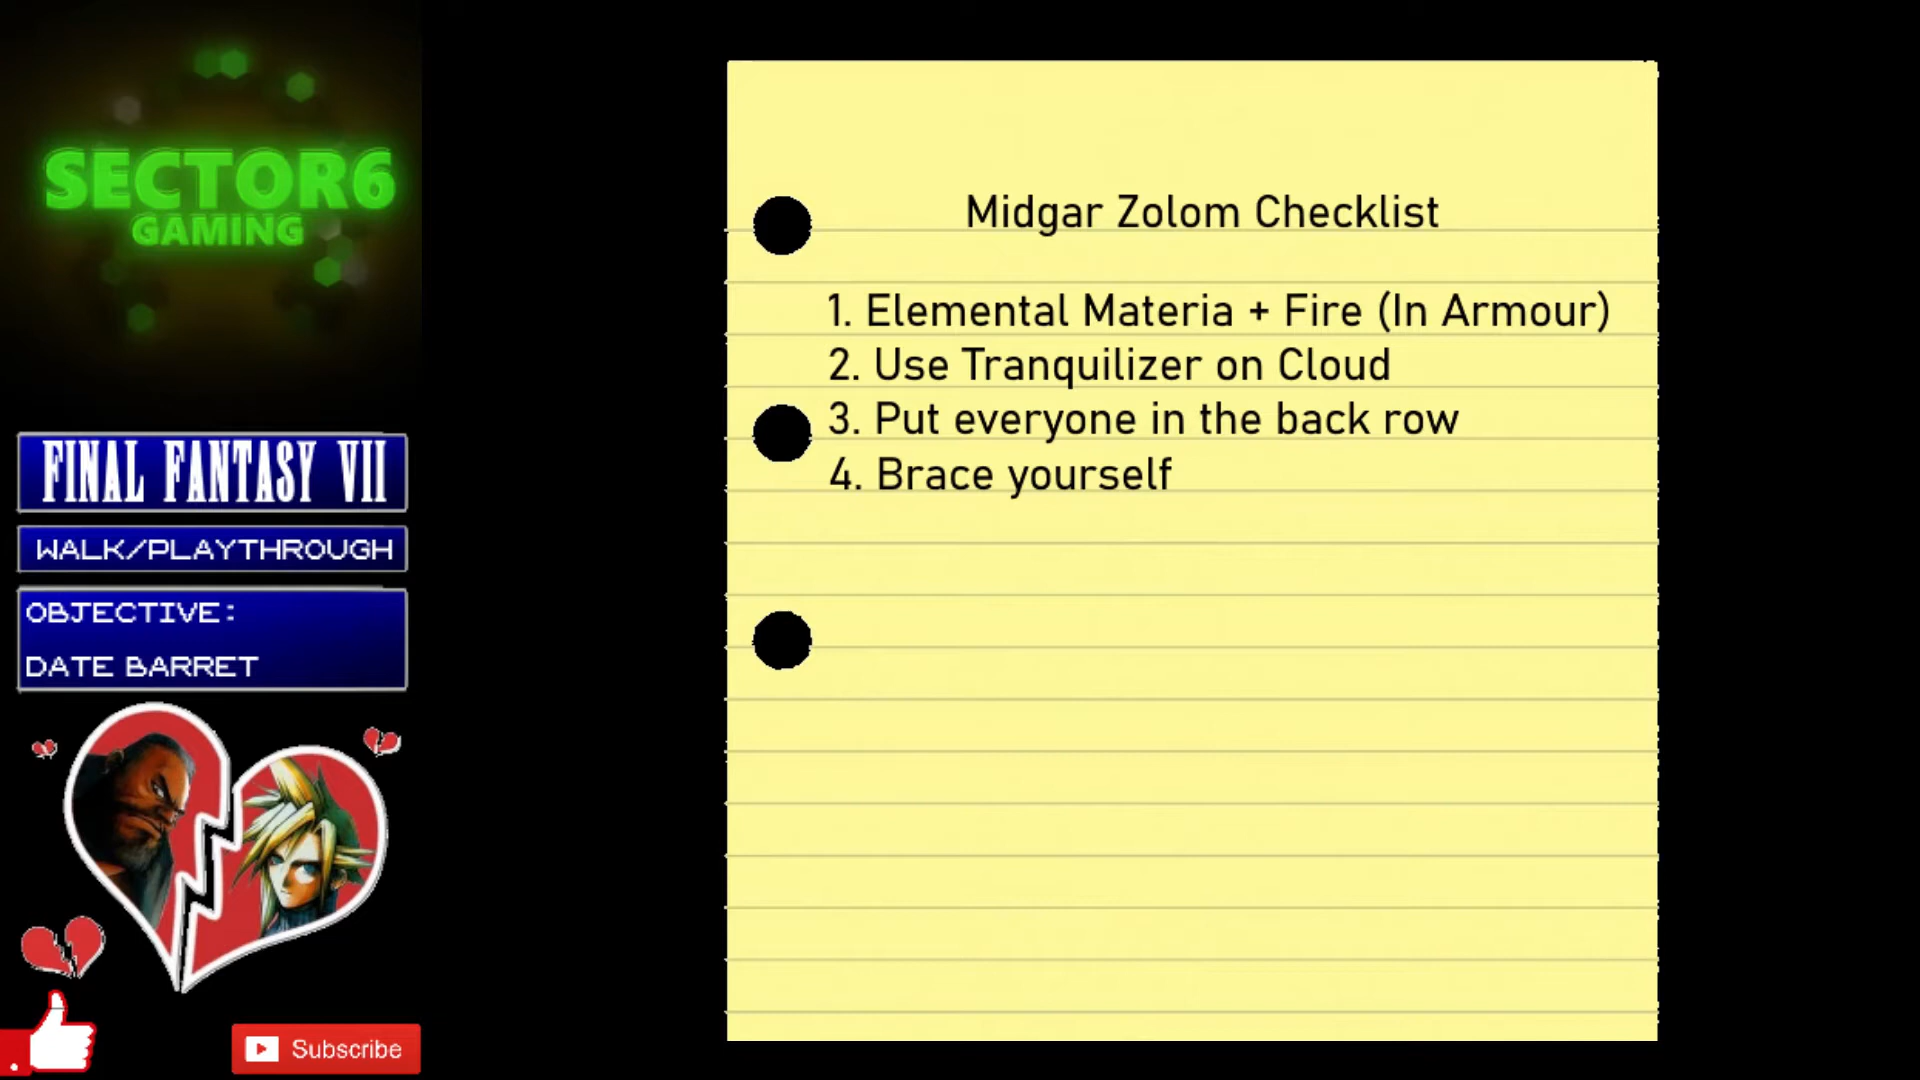 SECTOR6
GAMING
FINAL FANTASY VII
WALK/PLAYTHROUGH
OBJECTIVE:
DATE BARRET
Subscribe
Midgar Zolom Checklist
1. Elemental Materia + Fire (In Armour)
2. Use Tranquilizer on Cloud
3. Put everyone in the back row
4. Brace yourself